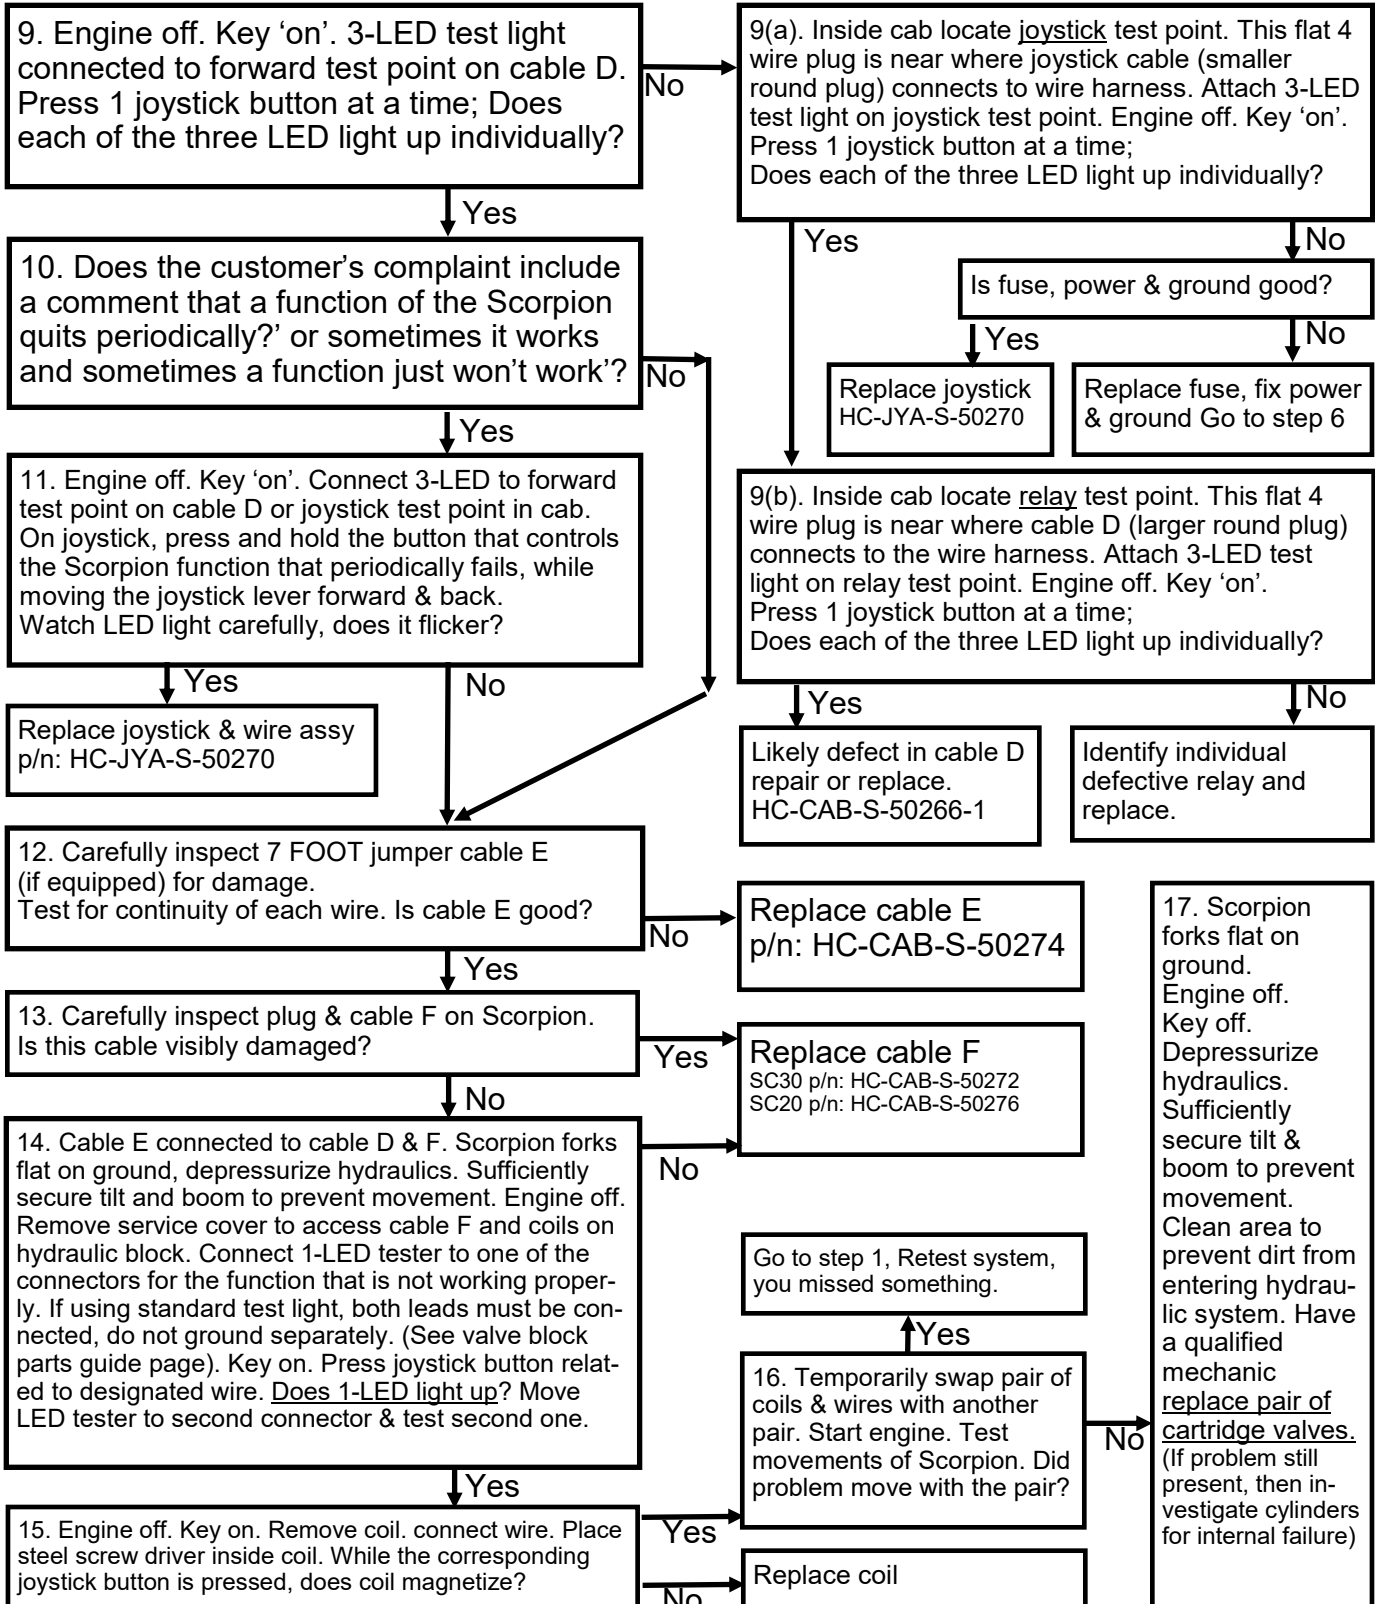 9. Engine off. Key ‘on’. 3-LED test light
connected to forward test point on cable D.
Press 1 joystick button at a time; Does
each of the three LED light up individually?
No
9(a). Inside cab locate joystick test point. This flat 4
wire plug is near where joystick cable (smaller
round plug) connects to wire harness. Attach 3-LED
test light on joystick test point. Engine off. Key ‘on’.
Press 1 joystick button at a time;
Does each of the three LED light up individually?
Yes
Yes
No
10. Does the customer’s complaint include
a comment that a function of the Scorpion
quits periodically?’ or sometimes it works
and sometimes a function just won’t work’?
No
Is fuse, power & ground good?
Yes
No
Replace joystick
HC-JYA-S-50270
Replace fuse, fix power
& ground Go to step 6
Yes
11. Engine off. Key ‘on’. Connect 3-LED to forward
test point on cable D or joystick test point in cab.
On joystick, press and hold the button that controls
the Scorpion function that periodically fails, while
moving the joystick lever forward & back.
Watch LED light carefully, does it flicker?
9(b). Inside cab locate relay test point. This flat 4
wire plug is near where cable D (larger round plug)
connects to the wire harness. Attach 3-LED test
light on relay test point. Engine off. Key ‘on’.
Press 1 joystick button at a time;
Does each of the three LED light up individually?
Yes
No
Yes
No
Replace joystick & wire assy
p/n: HC-JYA-S-50270
Likely defect in cable D
repair or replace.
HC-CAB-S-50266-1
Identify individual
defective relay and
replace.
12. Carefully inspect 7 FOOT jumper cable E
(if equipped) for damage.
Test for continuity of each wire. Is cable E good?
No
Replace cable E
p/n: HC-CAB-S-50274
Yes
13. Carefully inspect plug & cable F on Scorpion.
Is this cable visibly damaged?
Yes
Replace cable F
SC30 p/n: HC-CAB-S-50272
SC20 p/n: HC-CAB-S-50276
No
14. Cable E connected to cable D & F. Scorpion forks
flat on ground, depressurize hydraulics. Sufficiently
secure tilt and boom to prevent movement. Engine off.
Remove service cover to access cable F and coils on
hydraulic block. Connect 1-LED tester to one of the
connectors for the function that is not working proper-
ly. If using standard test light, both leads must be con-
nected, do not ground separately. (See valve block
parts guide page). Key on. Press joystick button relat-
ed to designated wire. Does 1-LED light up? Move
LED tester to second connector & test second one.
No
Yes
15. Engine off. Key on. Remove coil. connect wire. Place
steel screw driver inside coil. While the corresponding
joystick button is pressed, does coil magnetize?
Yes
No
Go to step 1, Retest system,
you missed something.
Yes
16. Temporarily swap pair of
coils & wires with another
pair. Start engine. Test
movements of Scorpion. Did
problem move with the pair?
No
Replace coil
17. Scorpion
forks flat on
ground.
Engine off.
Key off.
Depressurize
hydraulics.
Sufficiently
secure tilt &
boom to prevent
movement.
Clean area to
prevent dirt from
entering hydrau-
lic system. Have
a qualified
mechanic
replace pair of
cartridge valves.
(If problem still
present, then in-
vestigate cylinders
for internal failure)